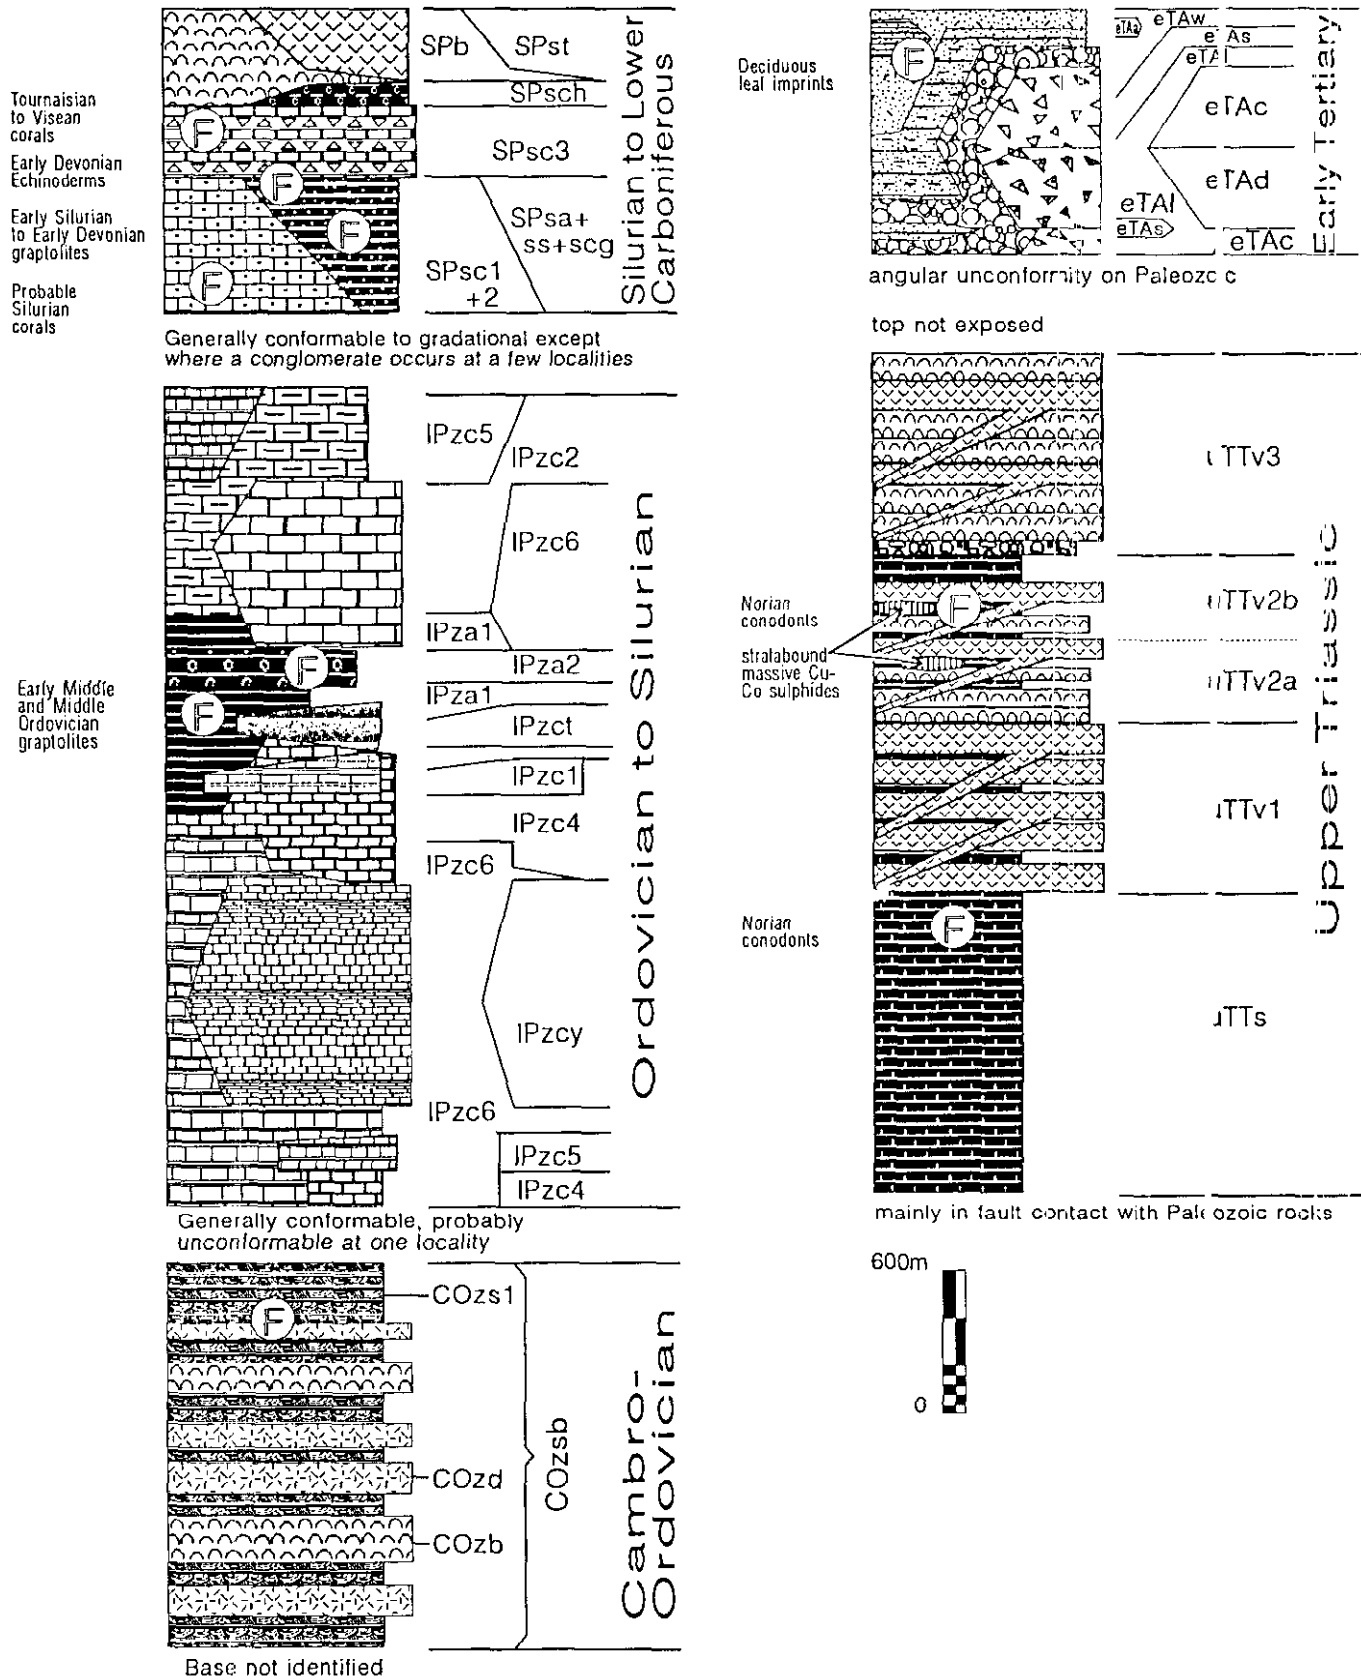 Tournaisian
to Visean
corals
Early Devonian
Echinoderms
Early Silurian
to Early Devonian
graptolites
Probable
Silurian
corals
F
F
F
F
SPb
SPst
SPsch
SPsc3
SPsa+
ss+scg
SPsc1
+2
Silurian to Lower
Carboniferous
Generally conformable to gradational except
where a conglomerate occurs at a few localities
Early Middle
and Middle
Ordovician
graptolites
F
F
IPzc5
IPzc2
IPzc6
IPza1
IPza2
IPza1
IPzct
IPzc1
IPzc4
IPzc6
IPzcy
IPzc6
IPzc5
IPzc4
Ordovician to Silurian
Generally conformable, probably
unconformable at one locality
F
COzs1
COzd
COzb
COzsb
Cambro-
Ordovician
Base not identified
Deciduous
leaf imprints
F
eTAw
eTAs
eTAl
eTAc
eTAd
eTAl
eTAs
eTAc
Early Tertiary
angular unconformity on Paleozoic
top not exposed
Norian
conodonts
stratabound
massive Cu-
Co sulphides
Norian
conodonts
F
F
uTTv3
uTTv2b
uTTv2a
uTTv1
uTTs
Upper Triassic
mainly in fault contact with Paleozoic rocks
600m
0